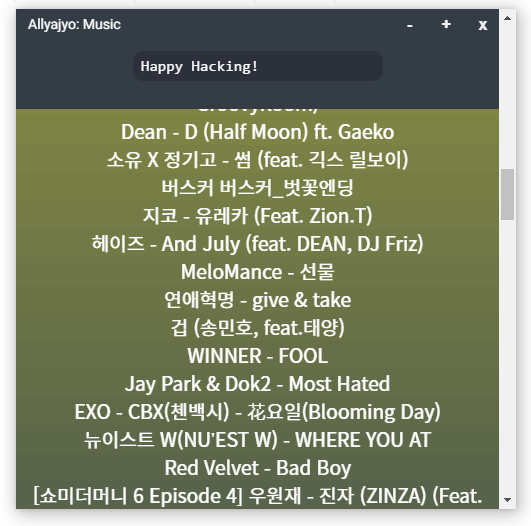 Allyajyo: Music
- + x
Happy Hacking!
GroovyRoom)
Dean - D (Half Moon) ft. Gaeko
소유 X 정기고 - 썸 (feat. 긱스 릴보이)
버스커 버스커_벚꽃엔딩
지코 - 유레카 (Feat. Zion.T)
헤이즈 - And July (feat. DEAN, DJ Friz)
MeloMance - 선물
연애혁명 - give & take
겁 (송민호, feat.태양)
WINNER - FOOL
Jay Park & Dok2 - Most Hated
EXO - CBX(첸백시) - 花요일(Blooming Day)
뉴이스트 W(NU'EST W) - WHERE YOU AT
Red Velvet - Bad Boy
[쇼미더머니 6 Episode 4] 우원재 - 진자 (ZINZA) (Feat.